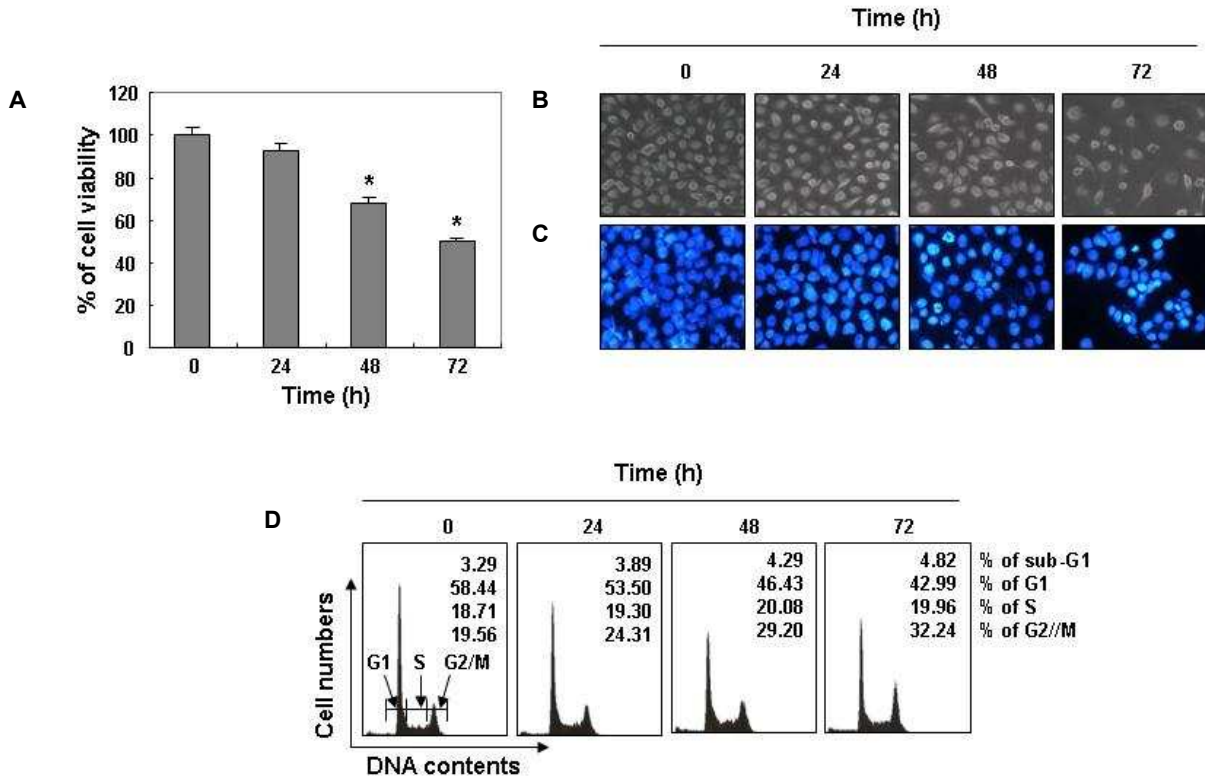 A
% of cell viability
120
100
80
60
40
20
0
*
*
0 24 48 72
Time (h)
Time (h)
0 24 48 72
B
C
Time (h)
D
0 24 48 72
3.29 3.89 4.29 4.82 % of sub-G1
58.44 53.50 46.43 42.99 % of G1
18.71 19.30 20.08 19.96 % of S
19.56 24.31 29.20 32.24 % of G2//M
G1 S G2/M
Cell numbers
DNA contents